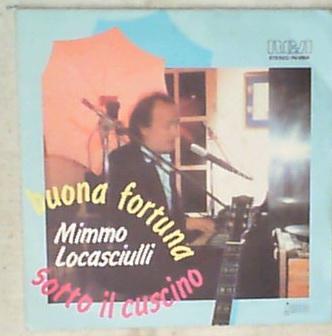 RCA
buona fortuna
Mimmo
Locasciulli
sotto il cuscino